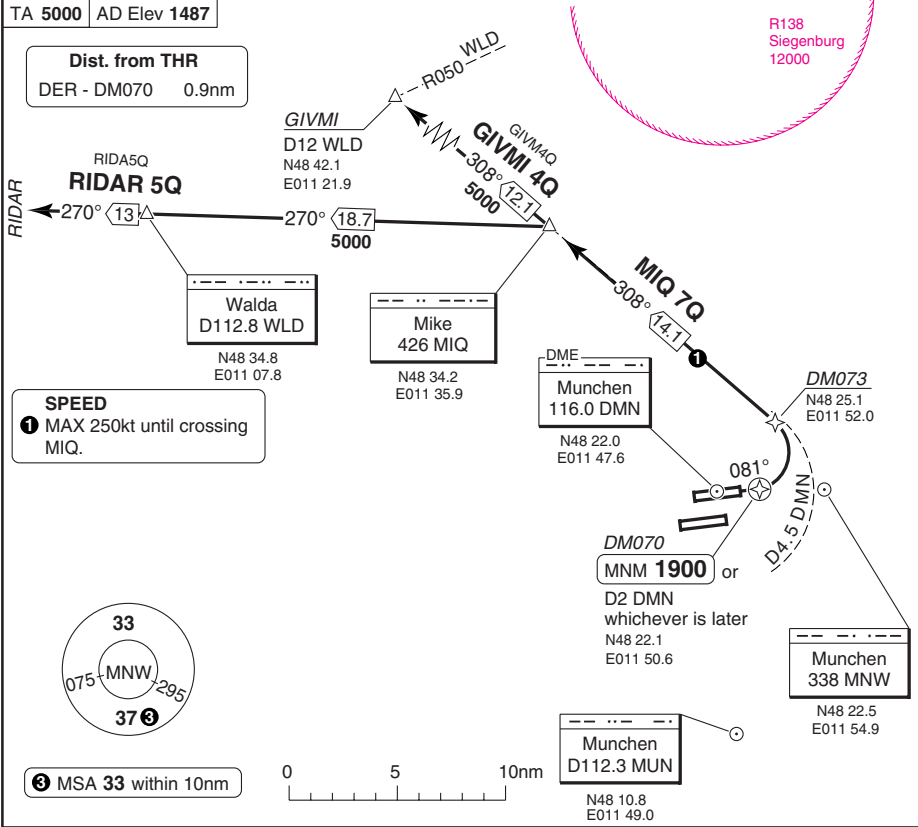 TA 5000
AD Elev 1487
Dist. from THR
DER - DM070 0.9nm
R138
Siegenburg
12000
WLD
R050
GIVMI
D12 WLD
N48 42.1
E011 21.9
GIVM4Q
GIVMI 4Q
308°
12.1
5000
RIDA5Q
RIDAR 5Q
RIDAR
270°
13
270°
18.7
5000
Walda
D112.8 WLD
N48 34.8
E011 07.8
Mike
426 MIQ
N48 34.2
E011 35.9
MIQ 7Q
308°
14.1
1
SPEED
1 MAX 250kt until crossing
MIQ.
DME
Munchen
116.0 DMN
N48 22.0
E011 47.6
DM073
N48 25.1
E011 52.0
081°
D4.5 DMN
DM070
MNM 1900 or
D2 DMN
whichever is later
N48 22.1
E011 50.6
Munchen
338 MNW
N48 22.5
E011 54.9
33
075
MNW
295
37 3
3 MSA 33 within 10nm
0 5 10nm
Munchen
D112.3 MUN
N48 10.8
E011 49.0